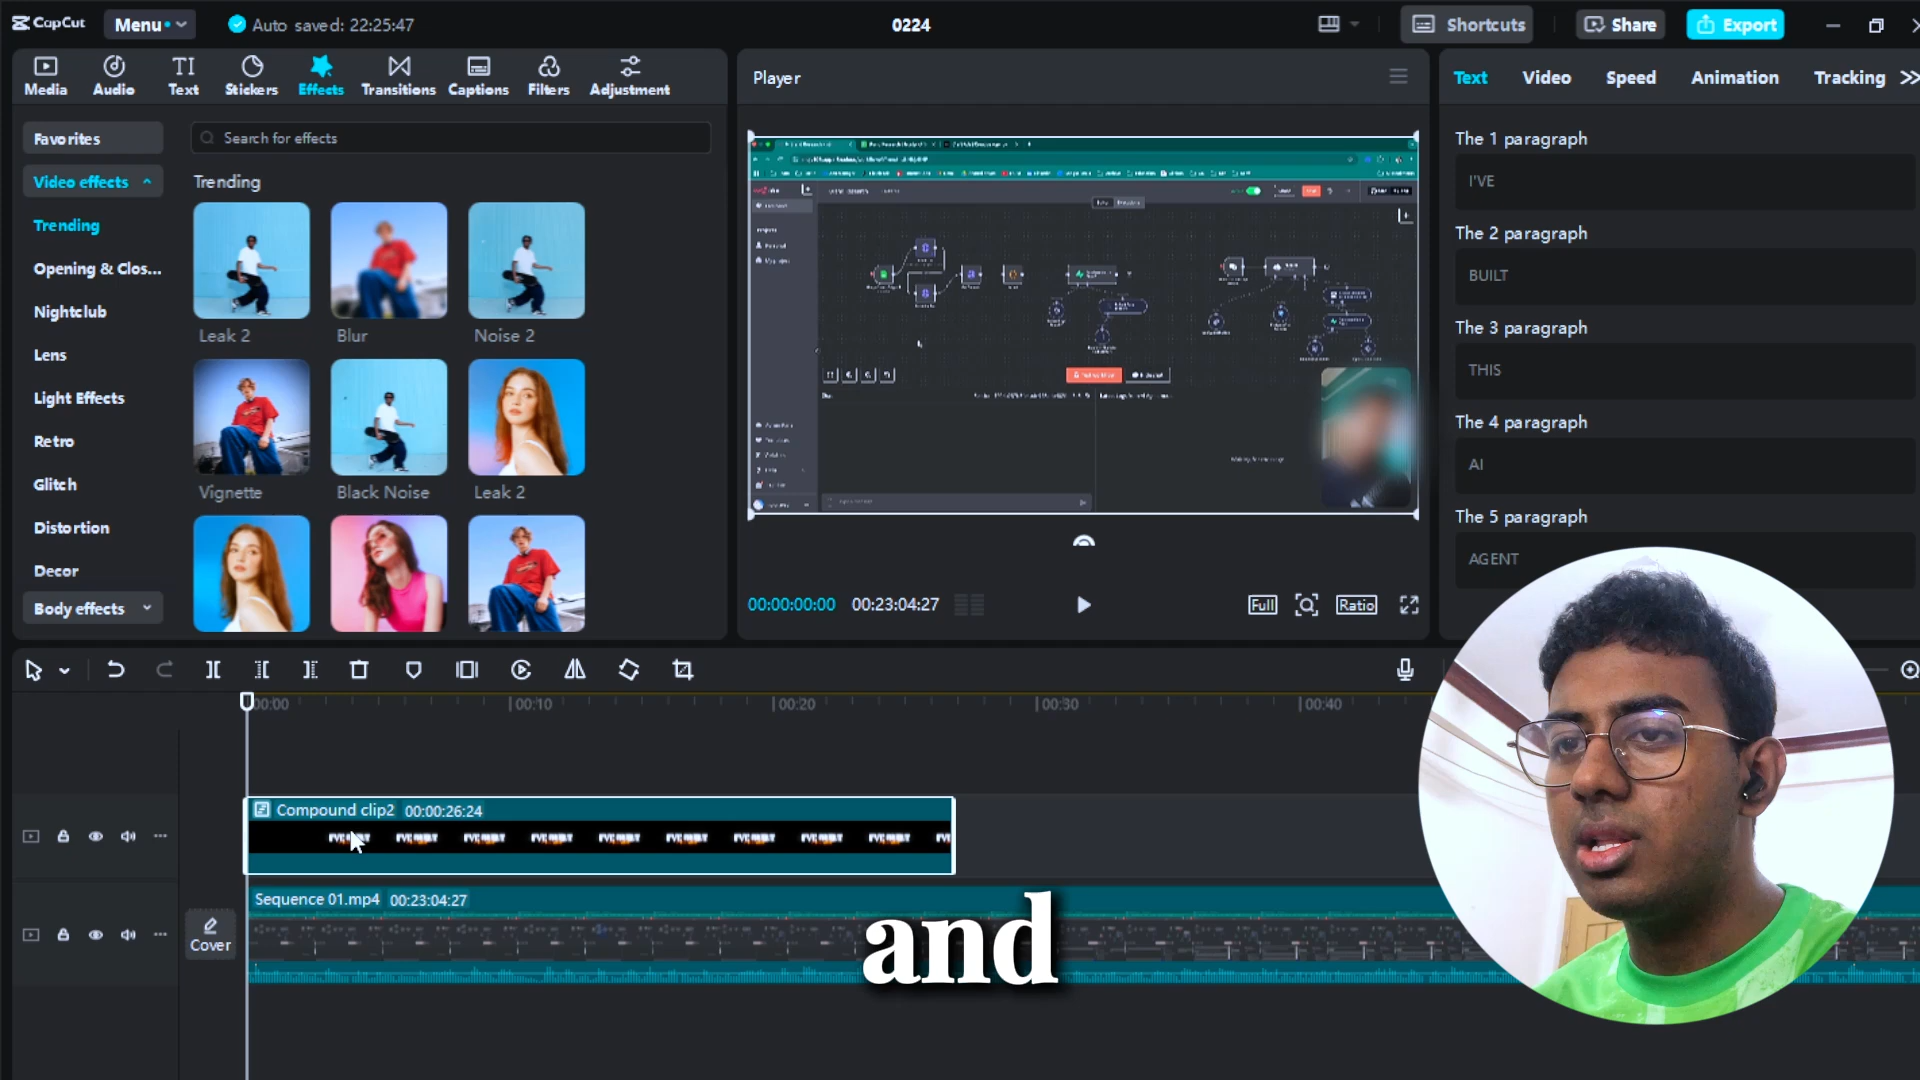 CapCut
Menu
Auto saved: 22:25:47
0224
Shortcuts
Share
Export
Media
Audio
Text
Stickers
Effects
Transitions
Captions
Filters
Adjustment
Player
Text
Video
Speed
Animation
Tracking
Favorites
Search for effects
Video effects
Trending
Trending
Opening & Clos...
Nightclub
Lens
Light Effects
Retro
Glitch
Distortion
Decor
Body effects
Leak 2
Blur
Noise 2
Vignette
Black Noise
Leak 2
The 1 paragraph
I'VE
The 2 paragraph
BUILT
The 3 paragraph
THIS
The 4 paragraph
AI
The 5 paragraph
AGENT
00:00:00:00
00:23:04:27
Full
Ratio
00:00
00:10
00:20
00:30
00:40
Compound clip2 00:00:26:24
Cover
Sequence 01.mp4 00:23:04:27
and